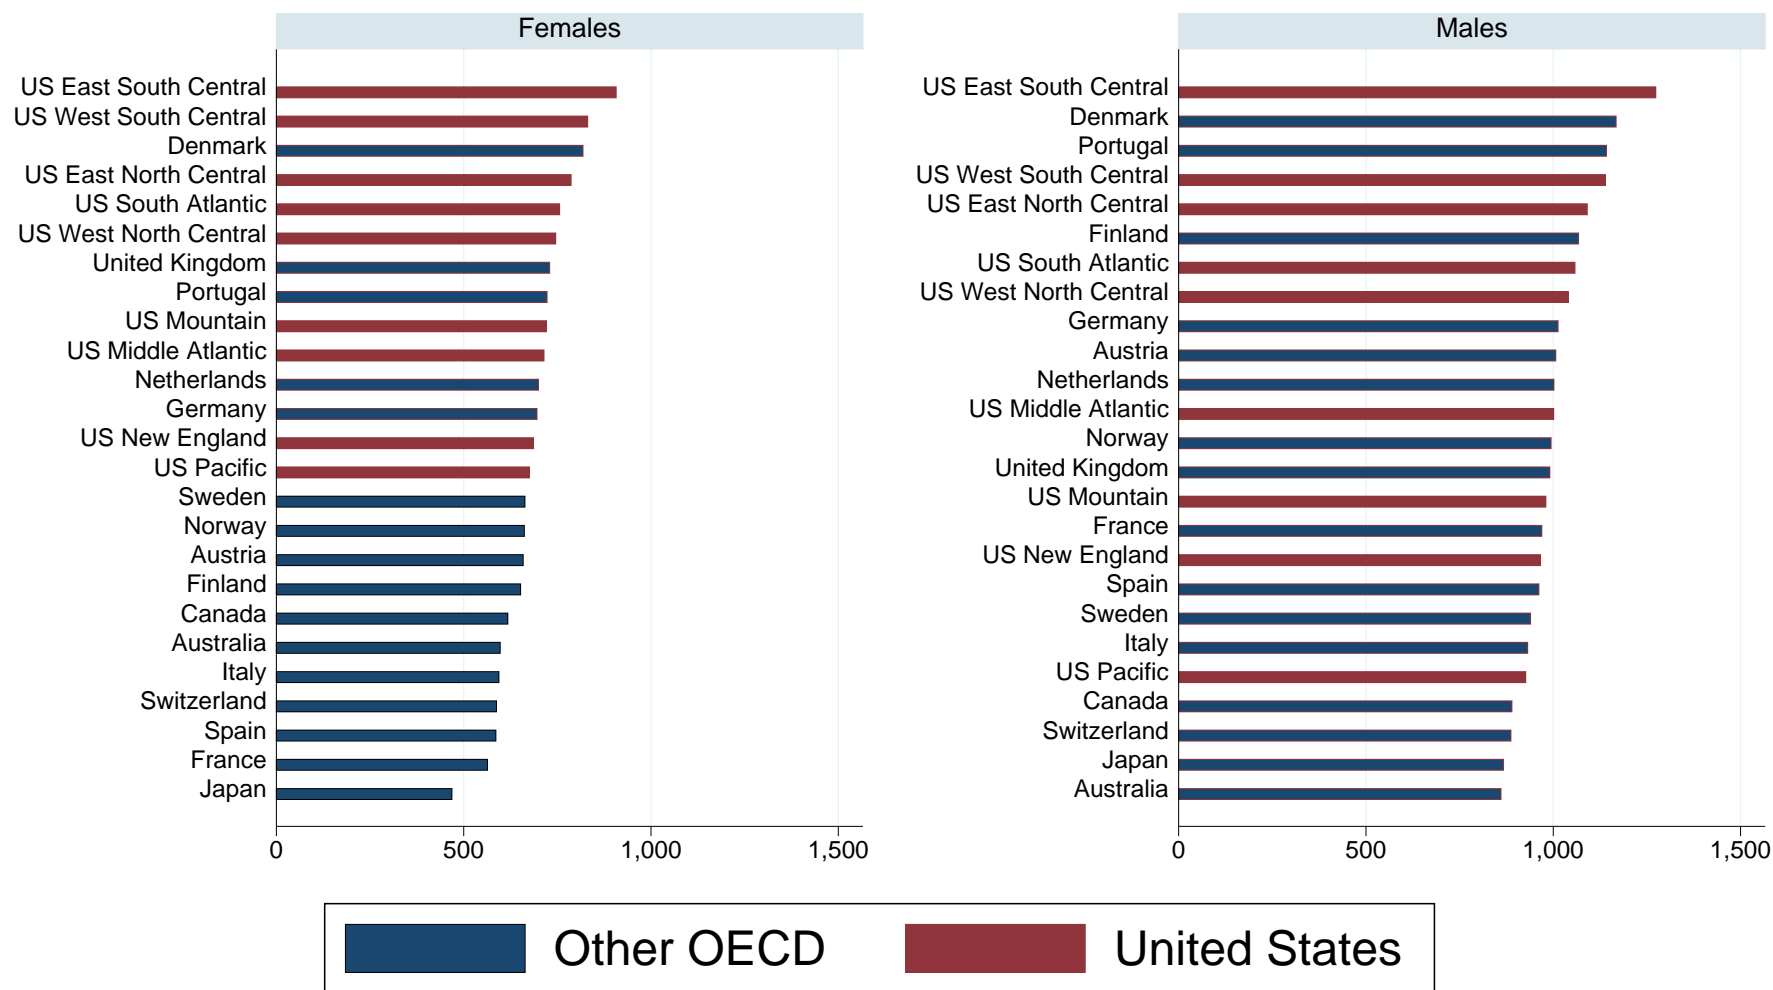 Females
US East South Central
US West South Central
Denmark
US East North Central
US South Atlantic
US West North Central
United Kingdom
Portugal
US Mountain
US Middle Atlantic
Netherlands
Germany
US New England
US Pacific
Sweden
Norway
Austria
Finland
Canada
Australia
Italy
Switzerland
Spain
France
Japan
0 500 1,000 1,500
Males
US East South Central
Denmark
Portugal
US West South Central
US East North Central
Finland
US South Atlantic
US West North Central
Germany
Austria
Netherlands
US Middle Atlantic
Norway
United Kingdom
US Mountain
France
US New England
Spain
Sweden
Italy
US Pacific
Canada
Switzerland
Japan
Australia
0 500 1,000 1,500
Other OECD United States